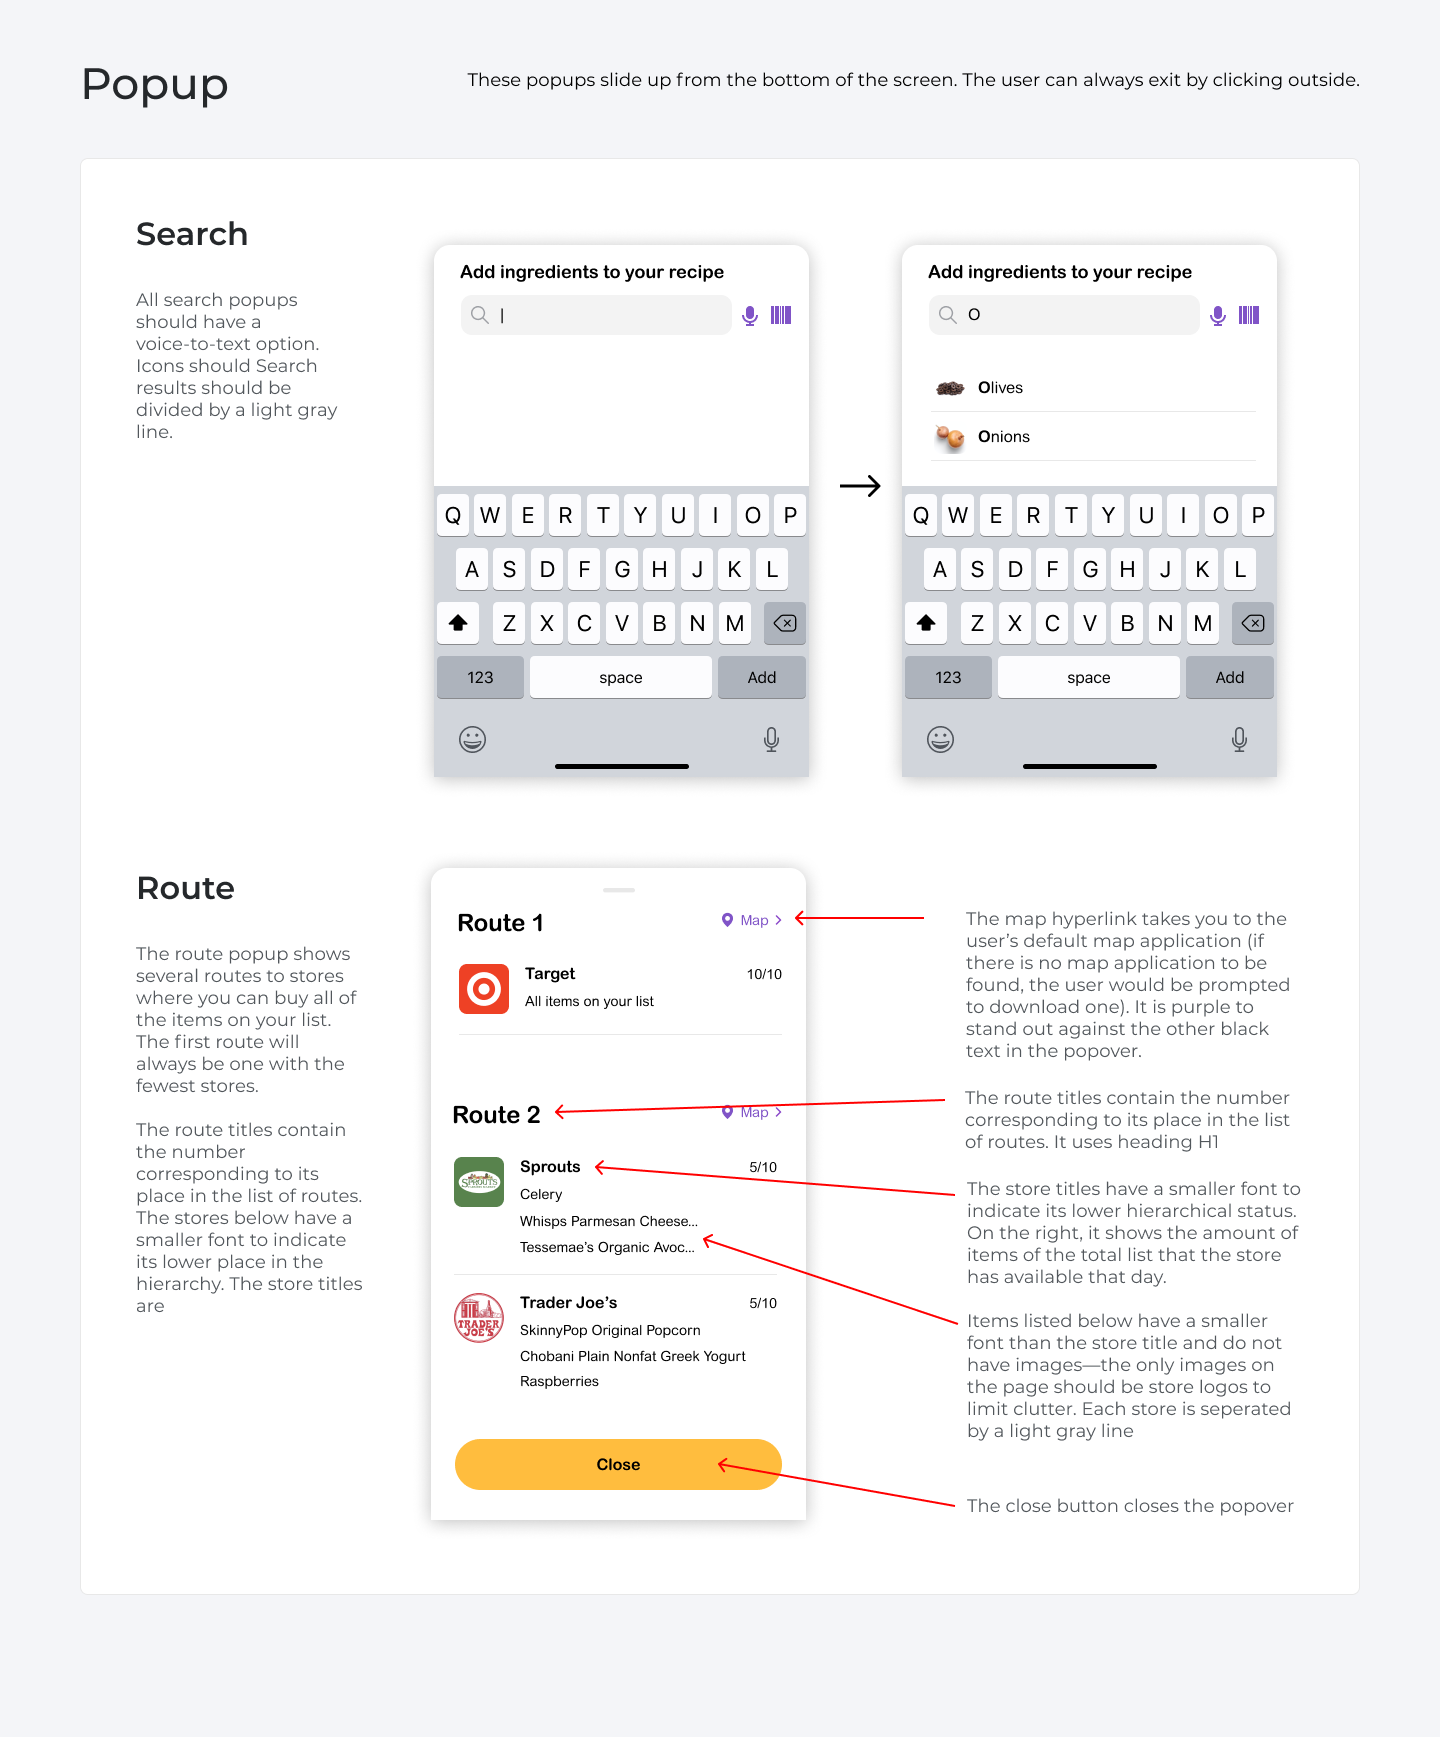 Popup
These popups slide up from the bottom of the screen. The user can always exit by clicking outside.
Search
All search popups
should have a
voice-to-text option.
Icons should Search
results should be
divided by a light gray
line.
Add ingredients to your recipe
Q W E R T Y U I O P
A S D F G H J K L
Z X C V B N M
123 space Add
Add ingredients to your recipe
O
Olives
Onions
Q W E R T Y U I O P
A S D F G H J K L
Z X C V B N M
123 space Add
Route
The route popup shows
several routes to stores
where you can buy all of
the items on your list.
The first route will
always be one with the
fewest stores.
The route titles contain
the number
corresponding to its
place in the list of routes.
The stores below have a
smaller font to indicate
its lower place in the
hierarchy. The store titles
are
Route 1 Map
Target 10/10
All items on your list
Route 2 Map
SPROUTS
Sprouts 5/10
Celery
Whisps Parmesan Cheese...
Tessemae's Organic Avoc...
TRADER
JOE'S
Trader Joe's 5/10
SkinnyPop Original Popcorn
Chobani Plain Nonfat Greek Yogurt
Raspberries
Close
The map hyperlink takes you to the
user's default map application (if
there is no map application to be
found, the user would be prompted
to download one). It is purple to
stand out against the other black
text in the popover.
The route titles contain the number
corresponding to its place in the list
of routes. It uses heading H1
The store titles have a smaller font to
indicate its lower hierarchical status.
On the right, it shows the amount of
items of the total list that the store
has available that day.
Items listed below have a smaller
font than the store title and do not
have images—the only images on
the page should be store logos to
limit clutter. Each store is seperated
by a light gray line
The close button closes the popover